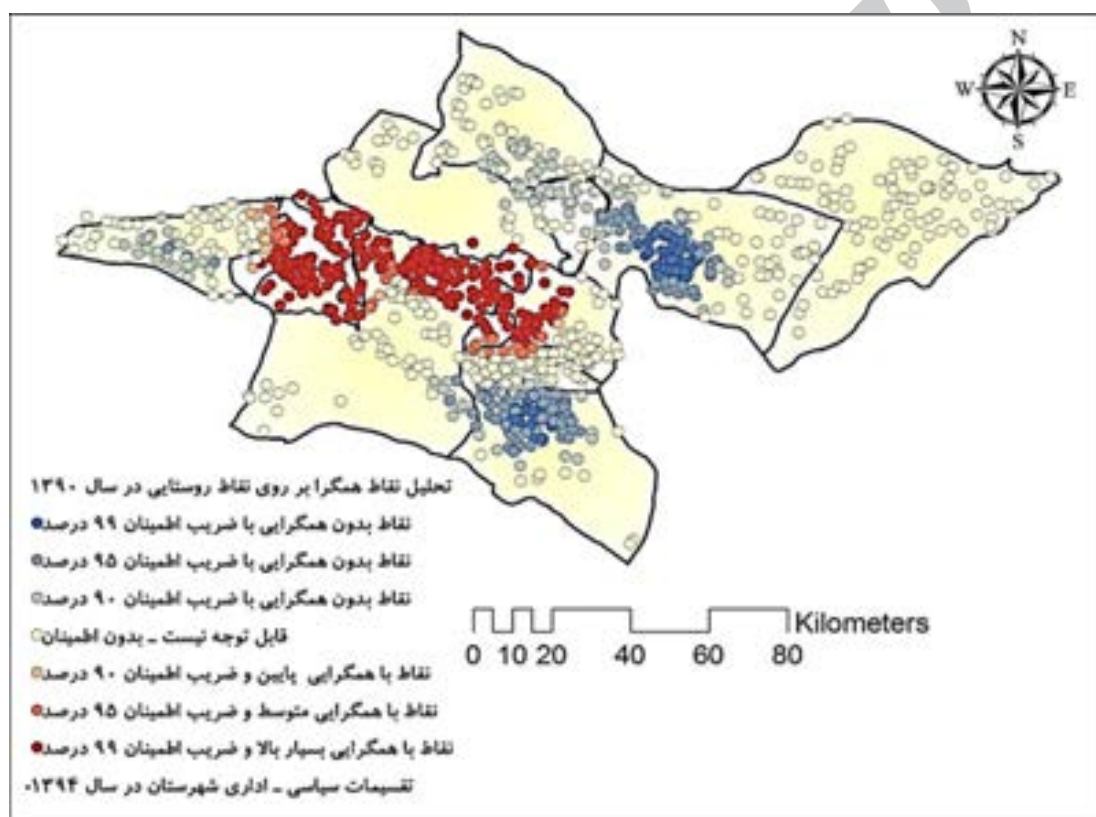 N
W E
S
تحلیل نقاط همگرا بر روی نقاط روستایی در سال ۱۳۹۰
نقاط بدون همگرایی با ضریب اطمینان ۹۹ درصد
نقاط بدون همگرایی با ضریب اطمینان ۹۵ درصد
نقاط بدون همگرایی با ضریب اطمینان ۹۰ درصد
قابل توجه نیست ـ بدون اطمینان
نقاط با همگرایی پایین و ضریب اطمینان ۹۰ درصد
نقاط با همگرایی متوسط و ضریب اطمینان ۹۵ درصد
نقاط با همگرایی بسیار بالا و ضریب اطمینان ۹۹ درصد
تقسیمات سیاسی ـ اداری شهرستان در سال ۱۳۹۴
Kilometers
0 10 20 40 60 80